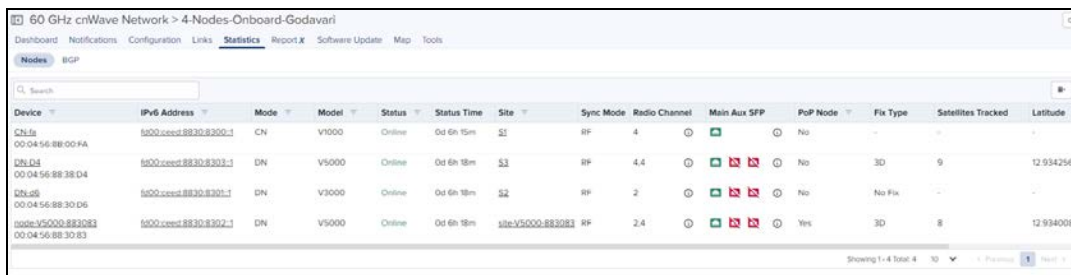 60 GHz cnWave Network > 4-Nodes-Onboard-Godavari
Dashboard Notifications Configuration Links Statistics Report X Software Update Map Tools
Nodes BGP
Search
Device IPv6 Address Mode Model Status Status Time Site Sync Mode Radio Channel Main Aux SFP PoP Node Fix Type Satellites Tracked Latitude
CN-fa fd00:ceed:8830:8300::1 CN V1000 Online 0d 6h 15m S1 RF 4 No - - -
00:04:56:8B:00:FA
DN-D4 fd00:ceed:8830:8303::1 DN V5000 Online 0d 6h 18m S3 RF 4,4 No 3D 9 12.934256
00:04:56:88:38:D4
DN-d6 fd00:ceed:8830:8301::1 DN V3000 Online 0d 6h 18m S2 RF 2 No No Fix - -
00:04:56:88:30:D6
node-V5000-883083 fd00:ceed:8830:8302::1 DN V5000 Online 0d 6h 18m site-V5000-883083 RF 2,4 Yes 3D 8 12.934008
00:04:56:88:30:83
Showing 1 - 4 Total: 4 10 < Previous 1 Next >